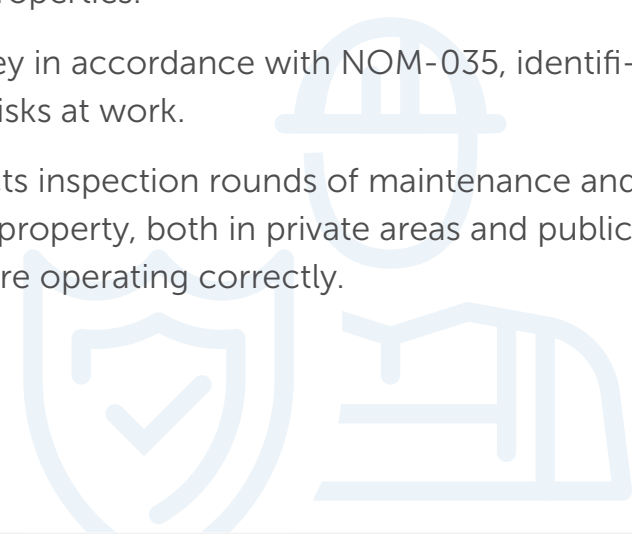 ey in accordance with NOM-035, identifi-
isks at work.
ts inspection rounds of maintenance and
property, both in private areas and public
re operating correctly.